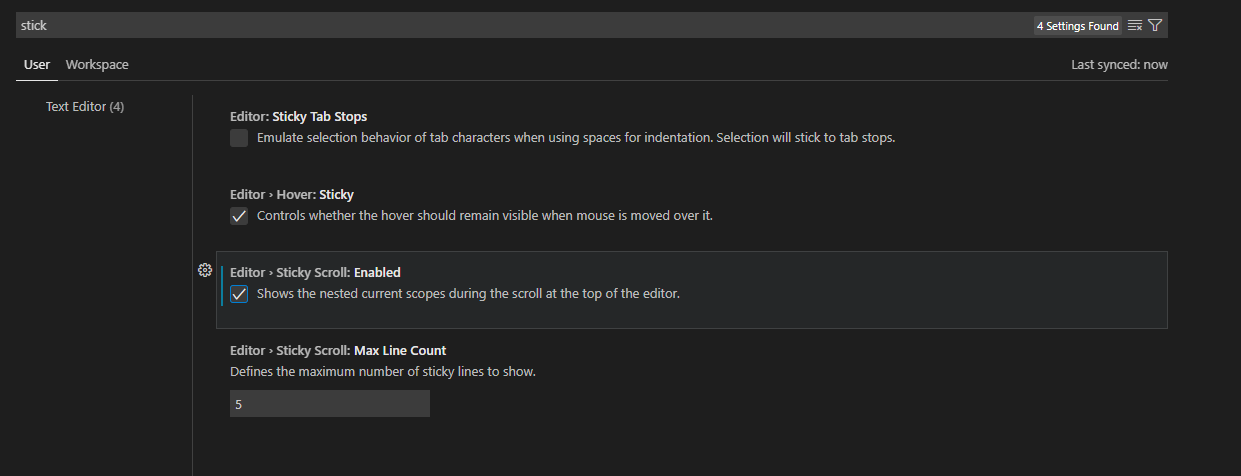 stick
4 Settings Found
User Workspace
Last synced: now
Text Editor (4)
Editor: Sticky Tab Stops
Emulate selection behavior of tab characters when using spaces for indentation. Selection will stick to tab stops.
Editor › Hover: Sticky
Controls whether the hover should remain visible when mouse is moved over it.
Editor › Sticky Scroll: Enabled
Shows the nested current scopes during the scroll at the top of the editor.
Editor › Sticky Scroll: Max Line Count
Defines the maximum number of sticky lines to show.
5